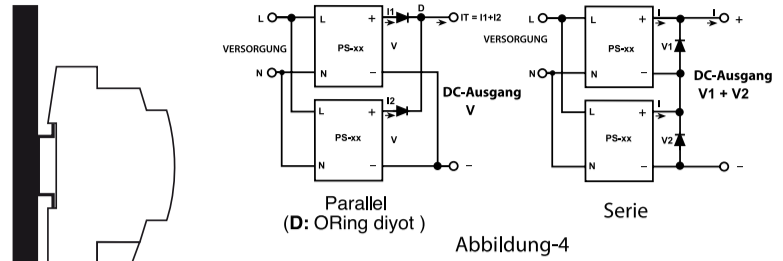 L
VERSORGUNG
N
L
+
PS-xx
N
−
I1
D
IT = I1+I2
V
DC-Ausgang
V
L
+
PS-xx
N
−
I2
V
−
Parallel
(D: ORing diyot )
L
VERSORGUNG
N
L
+
PS-xx
N
−
I
I
+
V1
DC-Ausgang
V1 + V2
L
+
PS-xx
N
−
I
V2
−
Serie
Abbildung-4